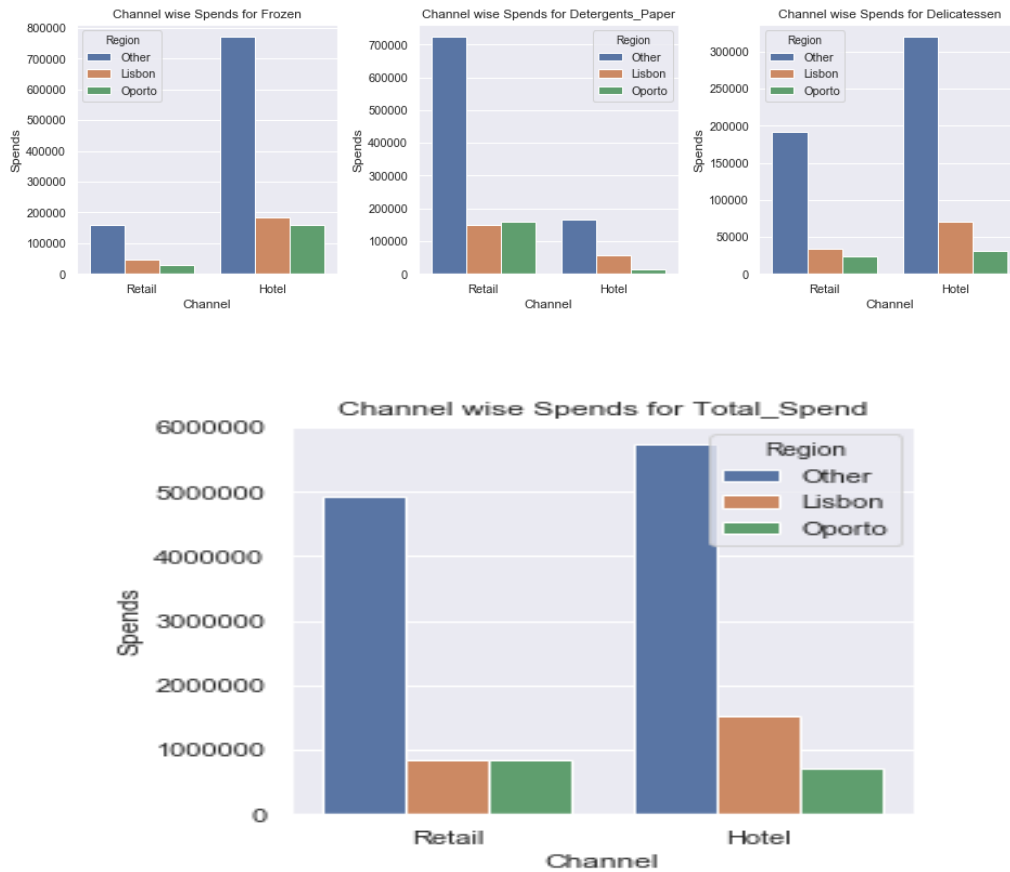 Channel wise Spends for Frozen
800000
700000
600000
500000
400000
300000
200000
100000
0
Spends
Region
Other
Lisbon
Oporto
Retail
Hotel
Channel
Channel wise Spends for Detergents_Paper
700000
600000
500000
400000
300000
200000
100000
0
Spends
Region
Other
Lisbon
Oporto
Retail
Hotel
Channel
Channel wise Spends for Delicatessen
300000
250000
200000
150000
100000
50000
0
Spends
Region
Other
Lisbon
Oporto
Retail
Hotel
Channel
Channel wise Spends for Total_Spend
6000000
5000000
4000000
3000000
2000000
1000000
0
Spends
Region
Other
Lisbon
Oporto
Retail
Hotel
Channel